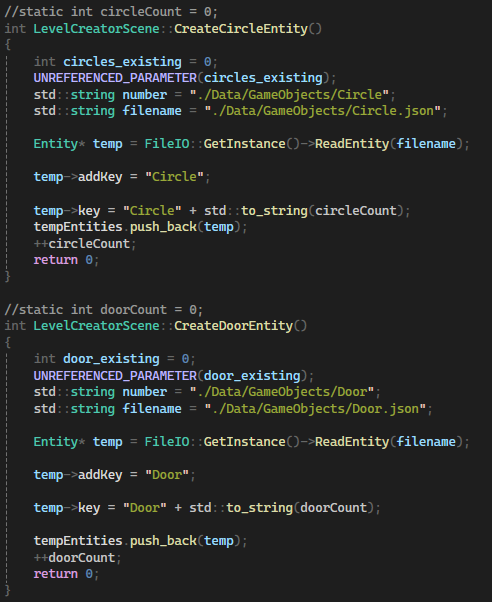 //static int circleCount = 0;
int LevelCreatorScene::CreateCircleEntity()
{
    int circles_existing = 0;
    UNREFERENCED_PARAMETER(circles_existing);
    std::string number = "./Data/GameObjects/Circle";
    std::string filename = "./Data/GameObjects/Circle.json";

    Entity* temp = FileIO::GetInstance()->ReadEntity(filename);

    temp->addKey = "Circle";

    temp->key = "Circle" + std::to_string(circleCount);
    tempEntities.push_back(temp);
    ++circleCount;
    return 0;
}

//static int doorCount = 0;
int LevelCreatorScene::CreateDoorEntity()
{
    int door_existing = 0;
    UNREFERENCED_PARAMETER(door_existing);
    std::string number = "./Data/GameObjects/Door";
    std::string filename = "./Data/GameObjects/Door.json";

    Entity* temp = FileIO::GetInstance()->ReadEntity(filename);

    temp->addKey = "Door";

    temp->key = "Door" + std::to_string(doorCount);

    tempEntities.push_back(temp);
    ++doorCount;
    return 0;
}